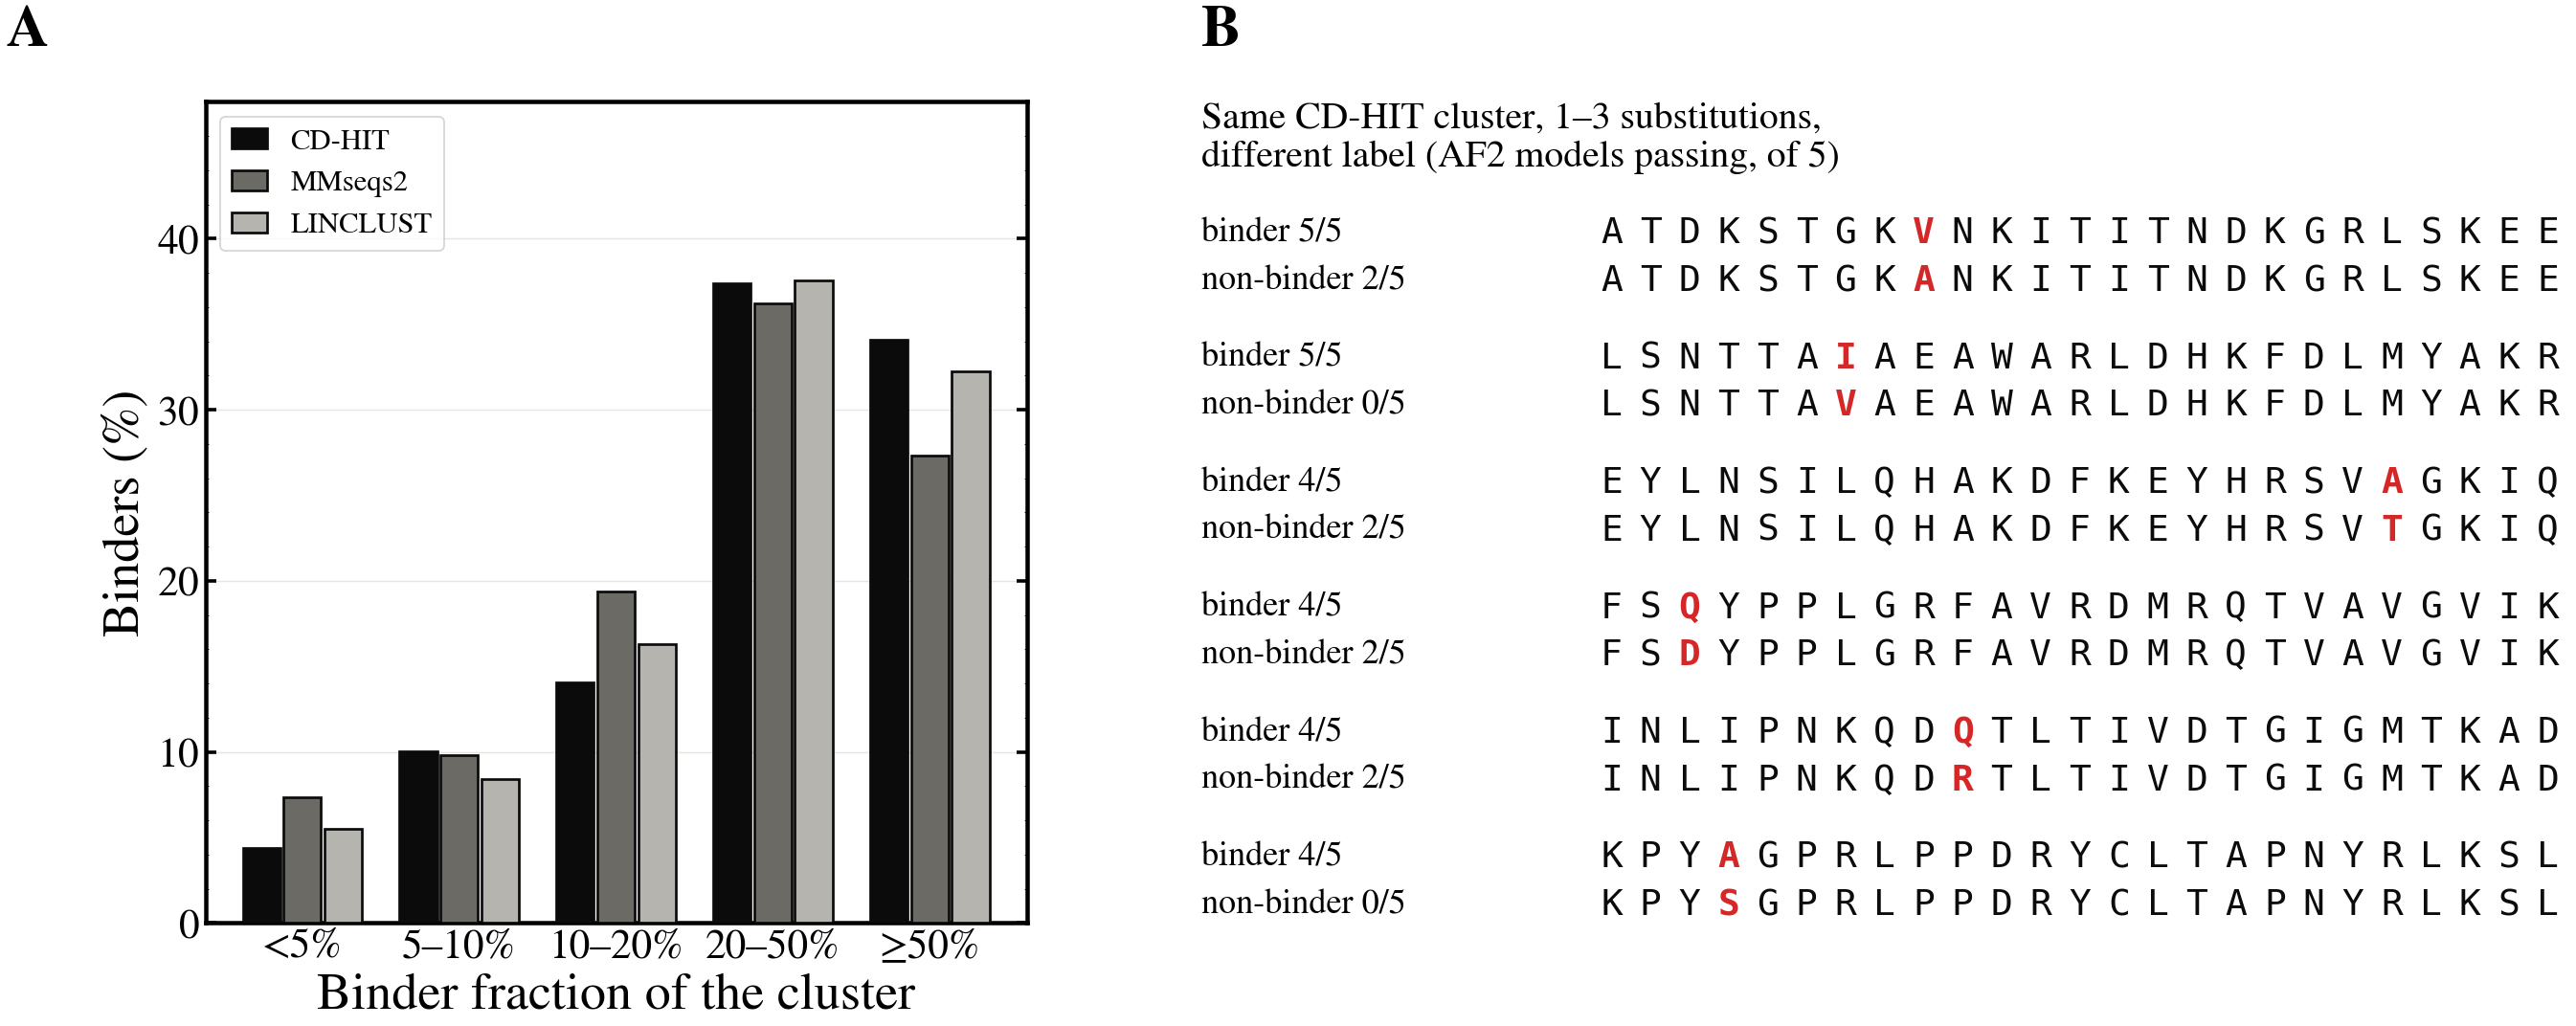 A
CD-HIT
MMseqs2
LINCLUST
Binders (%)
40
30
20
10
0
<5%
5–10%
10–20%
20–50%
≥50%
Binder fraction of the cluster
B
Same CD-HIT cluster, 1–3 substitutions,
different label (AF2 models passing, of 5)
binder 5/5 A T D K S T G K V N K I T I T N D K G R L S K E E
non-binder 2/5 A T D K S T G K A N K I T I T N D K G R L S K E E
binder 5/5 L S N T T A I A E A W A R L D H K F D L M Y A K R
non-binder 0/5 L S N T T A V A E A W A R L D H K F D L M Y A K R
binder 4/5 E Y L N S I L Q H A K D F K E Y H R S V A G K I Q
non-binder 2/5 E Y L N S I L Q H A K D F K E Y H R S V T G K I Q
binder 4/5 F S Q Y P P L G R F A V R D M R Q T V A V G V I K
non-binder 2/5 F S D Y P P L G R F A V R D M R Q T V A V G V I K
binder 4/5 I N L I P N K Q D Q T L T I V D T G I G M T K A D
non-binder 2/5 I N L I P N K Q D R T L T I V D T G I G M T K A D
binder 4/5 K P Y A G P R L P P D R Y C L T A P N Y R L K S L
non-binder 0/5 K P Y S G P R L P P D R Y C L T A P N Y R L K S L